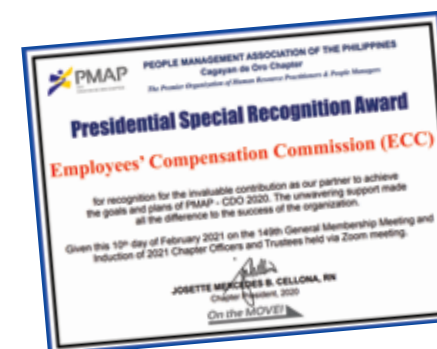 PMAP
PEOPLE MANAGEMENT ASSOCIATION OF THE PHILIPPINES
Cagayan de Oro Chapter
The Premier Organization of Human Resource Practitioners & People Managers
Presidential Special Recognition Award
Employees' Compensation Commission (ECC)
for recognition for the invaluable contribution as our partner to achieve
the goals and plans of PMAP - CDO 2020. The unwavering support made
all the difference to the success of the organization.
Given this 10th day of February 2021 on the 149th General Membership Meeting and
Induction of 2021 Chapter Officers and Trustees held via Zoom meeting.
JOSETTE MERCEDES B. CELLONA, RN
Chapter President, 2020
On the MOVE!